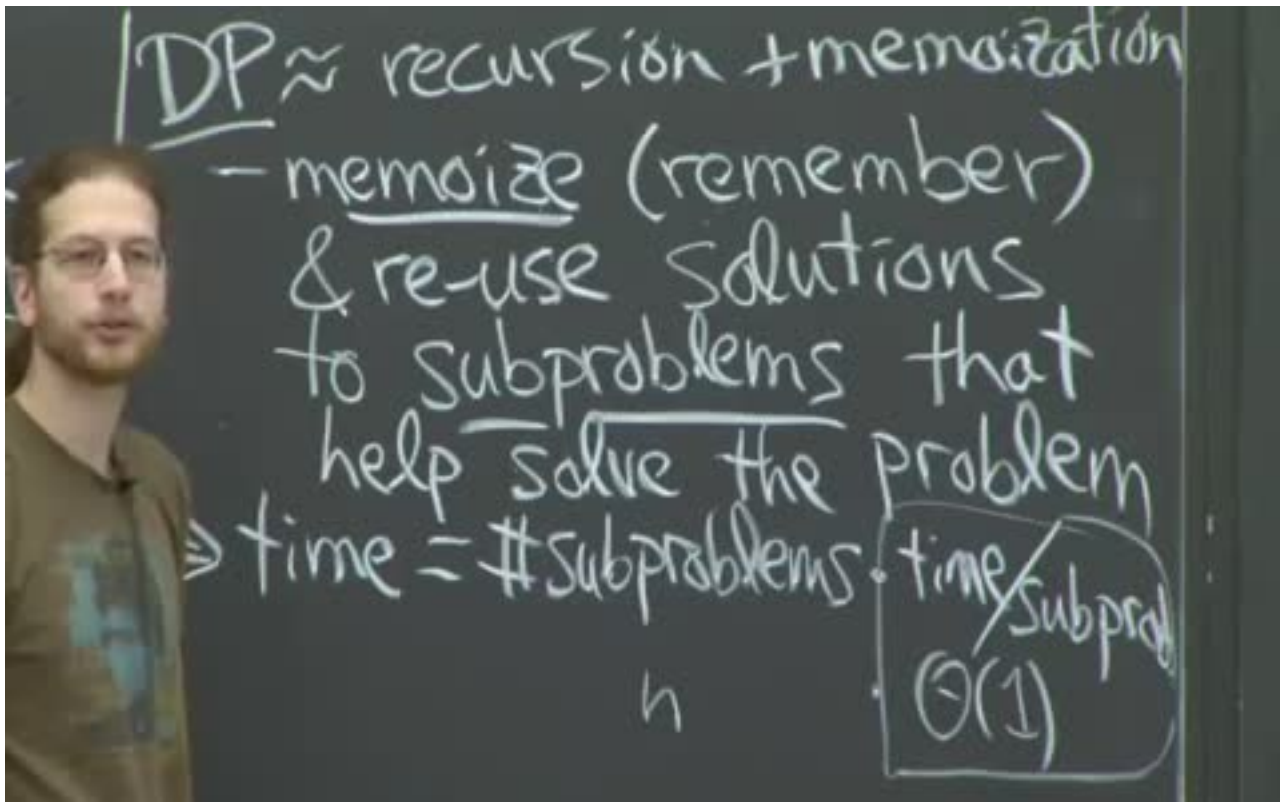 DP ≈ recursion + memoization
- memoize (remember)
& re-use solutions
to subproblems that
help solve the problem
⇒ time = #subproblems · time/subprob
n · Θ(1)